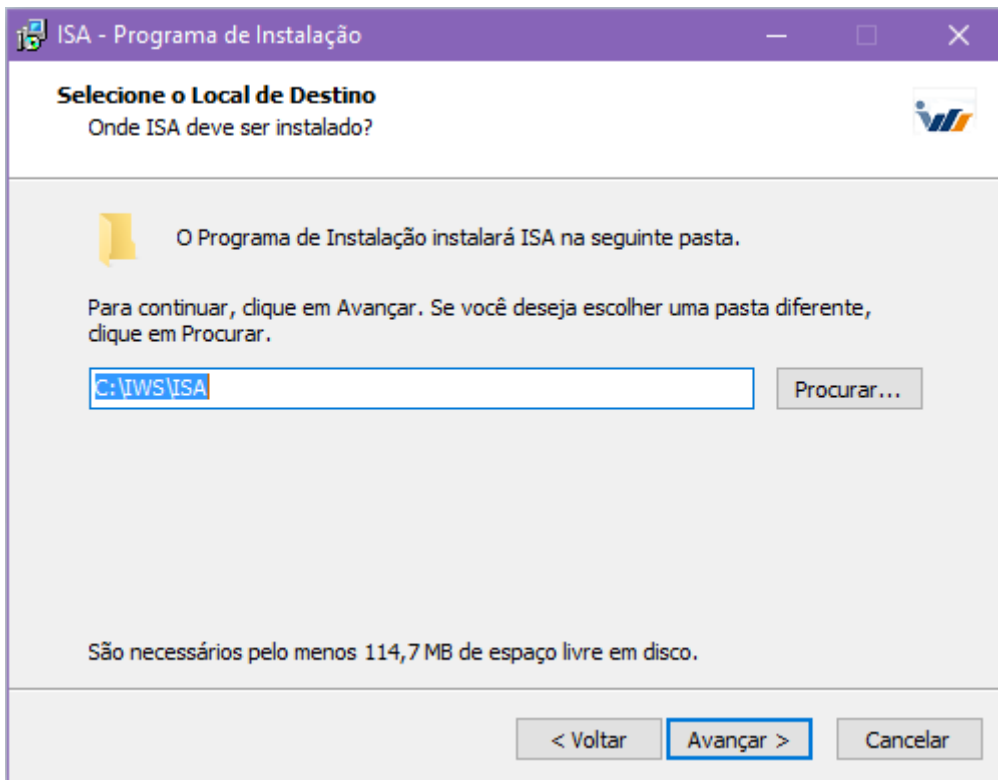 ISA - Programa de Instalação
Selecione o Local de Destino
Onde ISA deve ser instalado?
iws
O Programa de Instalação instalará ISA na seguinte pasta.
Para continuar, clique em Avançar. Se você deseja escolher uma pasta diferente,
clique em Procurar.
C:\IWS\ISA
Procurar...
São necessários pelo menos 114,7 MB de espaço livre em disco.
< Voltar
Avançar >
Cancelar